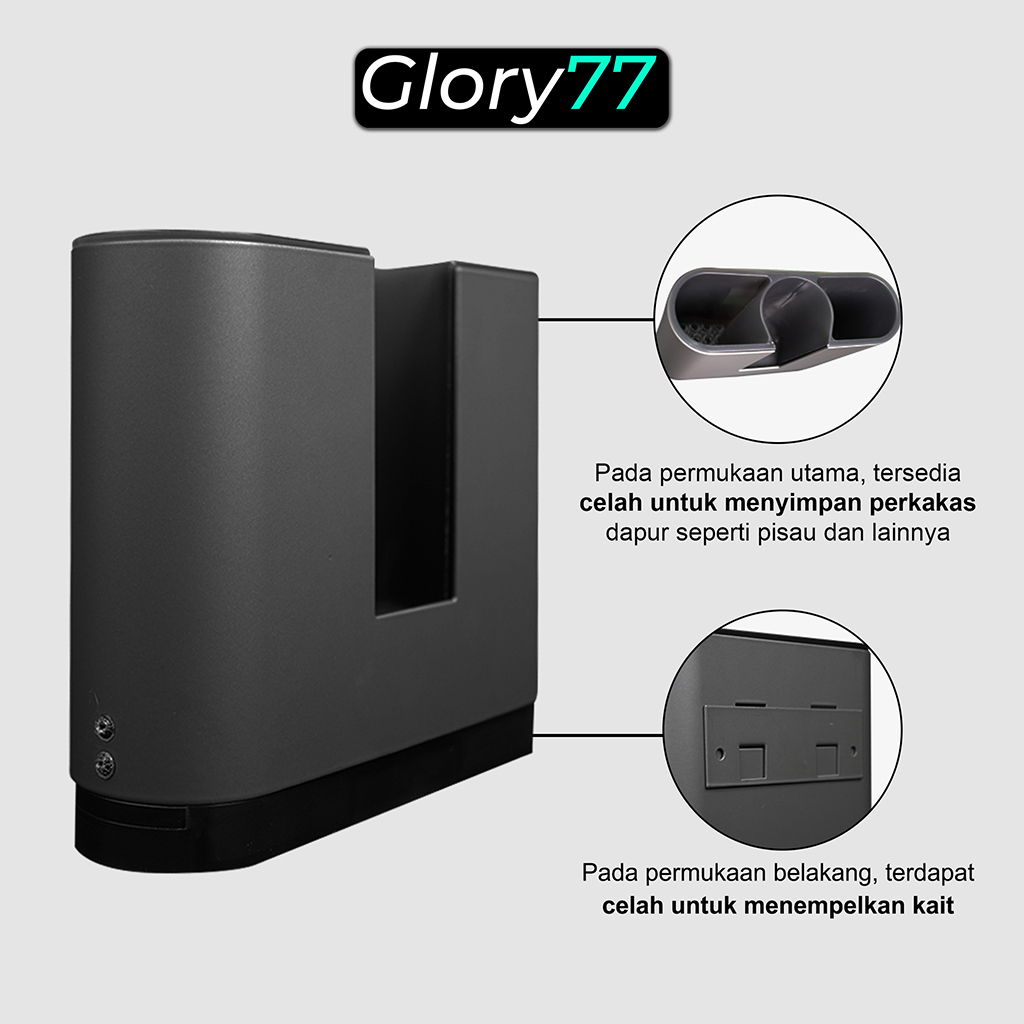 Glory77
Pada permukaan utama, tersedia
celah untuk menyimpan perkakas
dapur seperti pisau dan lainnya
Pada permukaan belakang, terdapat
celah untuk menempelkan kait